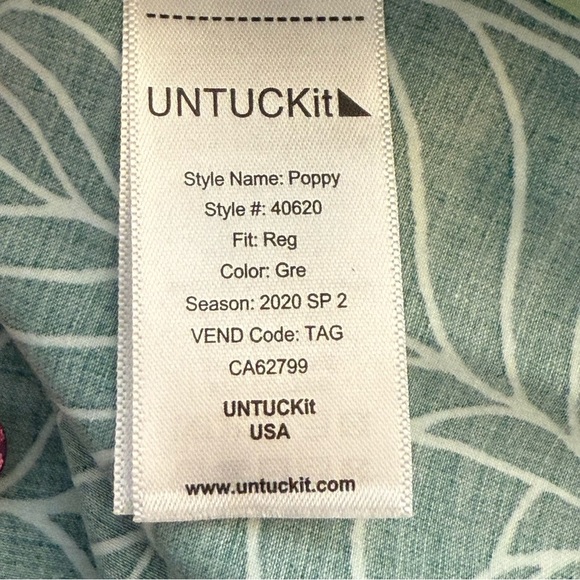 UNTUCKit
Style Name: Poppy
Style #: 40620
Fit: Reg
Color: Gre
Season: 2020 SP 2
VEND Code: TAG
CA62799
UNTUCKit
USA
www.untuckit.com